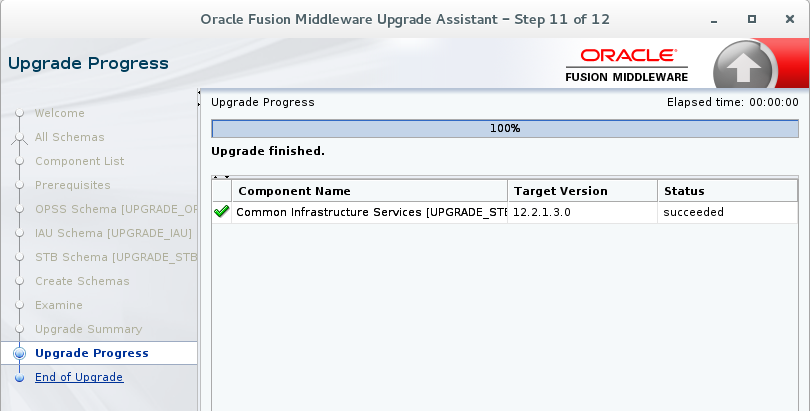 Oracle Fusion Middleware Upgrade Assistant – Step 11 of 12
Upgrade Progress
ORACLE
FUSION MIDDLEWARE
Welcome
All Schemas
Component List
Prerequisites
OPSS Schema [UPGRADE_OP
IAU Schema [UPGRADE_IAU]
STB Schema [UPGRADE_STB
Create Schemas
Examine
Upgrade Summary
Upgrade Progress
End of Upgrade
Upgrade Progress Elapsed time: 00:00:00
100%
Upgrade finished.
Component Name Target Version Status
Common Infrastructure Services [UPGRADE_STB 12.2.1.3.0 succeeded